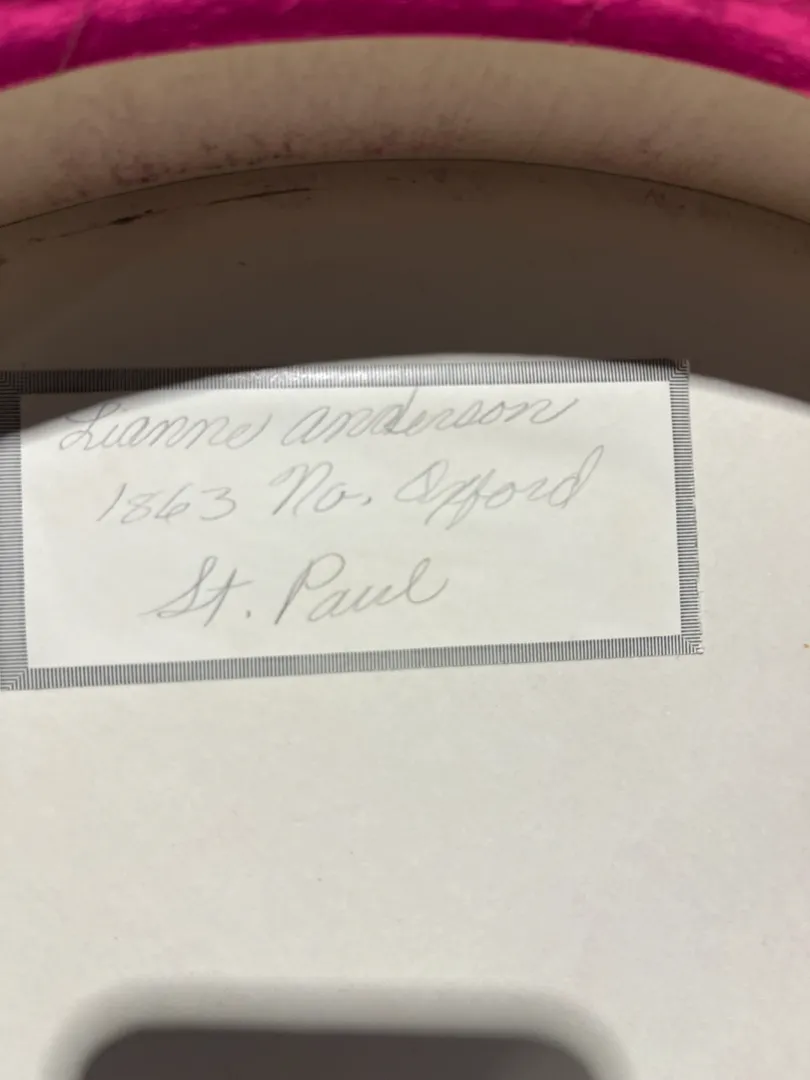 Lianne Anderson
1863 No. Oxford
St. Paul